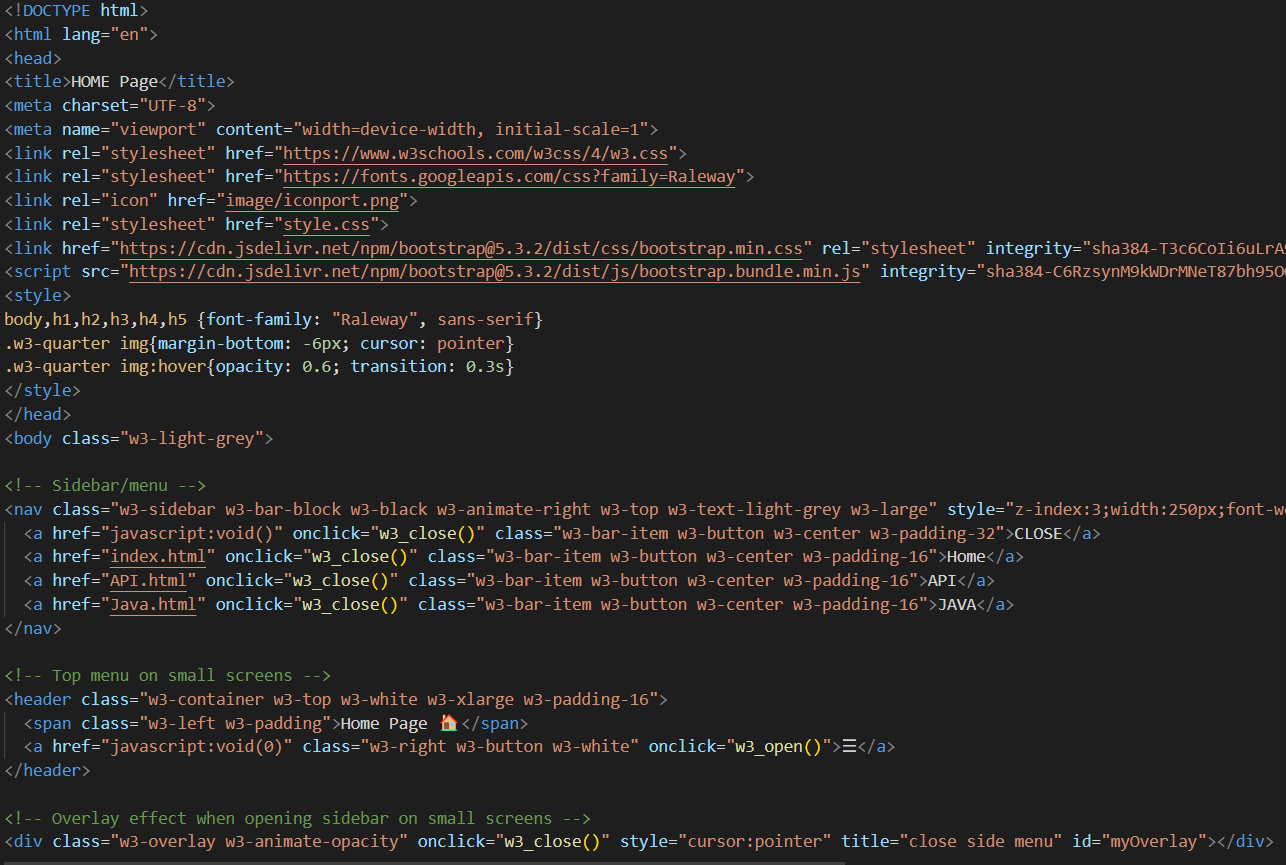 <!DOCTYPE html>
<html lang="en">
<head>
<title>HOME Page</title>
<meta charset="UTF-8">
<meta name="viewport" content="width=device-width, initial-scale=1">
<link rel="stylesheet" href="https://www.w3schools.com/w3css/4/w3.css">
<link rel="stylesheet" href="https://fonts.googleapis.com/css?family=Raleway">
<link rel="icon" href="image/iconport.png">
<link rel="stylesheet" href="style.css">
<link href="https://cdn.jsdelivr.net/npm/bootstrap@5.3.2/dist/css/bootstrap.min.css" rel="stylesheet" integrity="sha384-T3c6CoIi6uLrA9
<script src="https://cdn.jsdelivr.net/npm/bootstrap@5.3.2/dist/js/bootstrap.bundle.min.js" integrity="sha384-C6RzsynM9kWDrMNeT87bh95O
<style>
body,h1,h2,h3,h4,h5 {font-family: "Raleway", sans-serif}
.w3-quarter img{margin-bottom: -6px; cursor: pointer}
.w3-quarter img:hover{opacity: 0.6; transition: 0.3s}
</style>
</head>
<body class="w3-light-grey">
<!-- Sidebar/menu -->
<nav class="w3-sidebar w3-bar-block w3-black w3-animate-right w3-top w3-text-light-grey w3-large" style="z-index:3;width:250px;font-we
<a href="javascript:void()" onclick="w3_close()" class="w3-bar-item w3-button w3-center w3-padding-32">CLOSE</a>
<a href="index.html" onclick="w3_close()" class="w3-bar-item w3-button w3-center w3-padding-16">Home</a>
<a href="API.html" onclick="w3_close()" class="w3-bar-item w3-button w3-center w3-padding-16">API</a>
<a href="Java.html" onclick="w3_close()" class="w3-bar-item w3-button w3-center w3-padding-16">JAVA</a>
</nav>
<!-- Top menu on small screens -->
<header class="w3-container w3-top w3-white w3-xlarge w3-padding-16">
<span class="w3-left w3-padding">Home Page 🏠</span>
<a href="javascript:void(0)" class="w3-right w3-button w3-white" onclick="w3_open()">☰</a>
</header>
<!-- Overlay effect when opening sidebar on small screens -->
<div class="w3-overlay w3-animate-opacity" onclick="w3_close()" style="cursor:pointer" title="close side menu" id="myOverlay"></div>